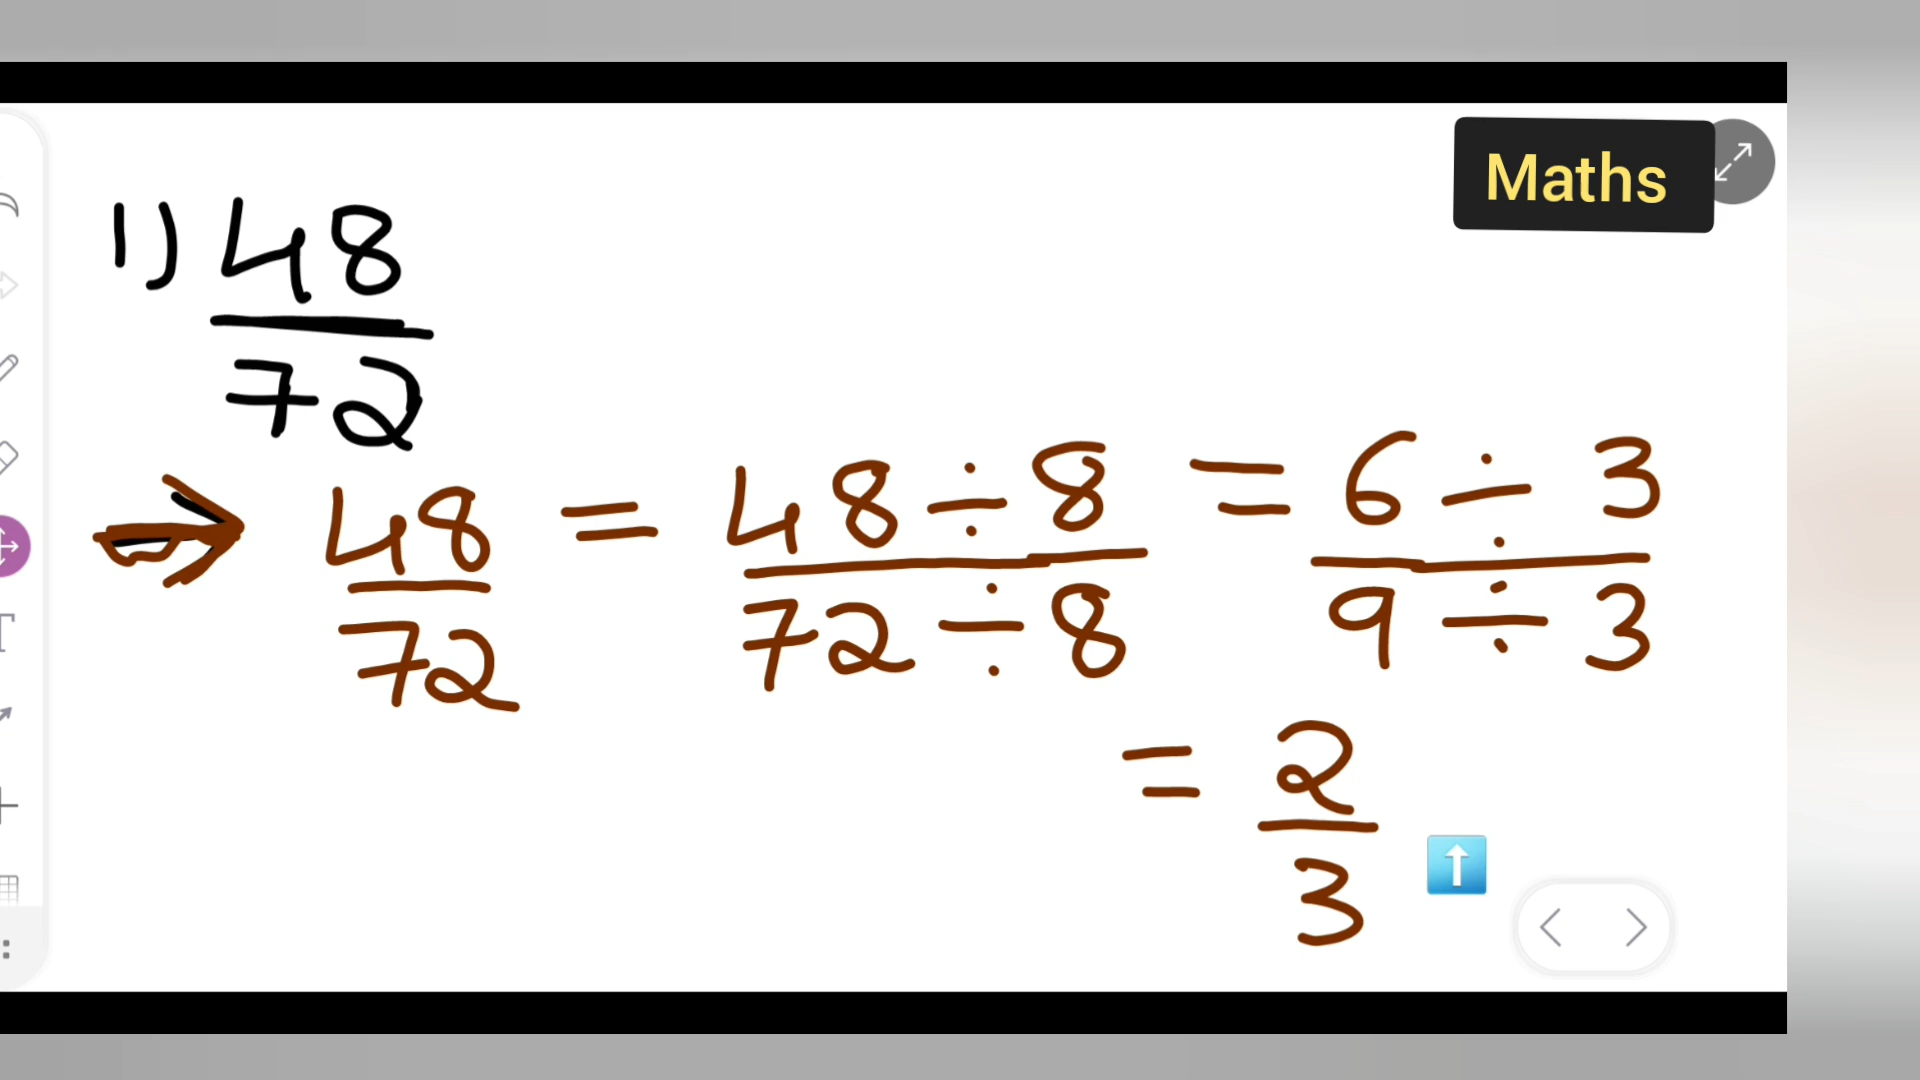 Maths
1) 48/72
⇒ 48/72 = 48÷8/72÷8 = 6÷3/9÷3
= 2/3